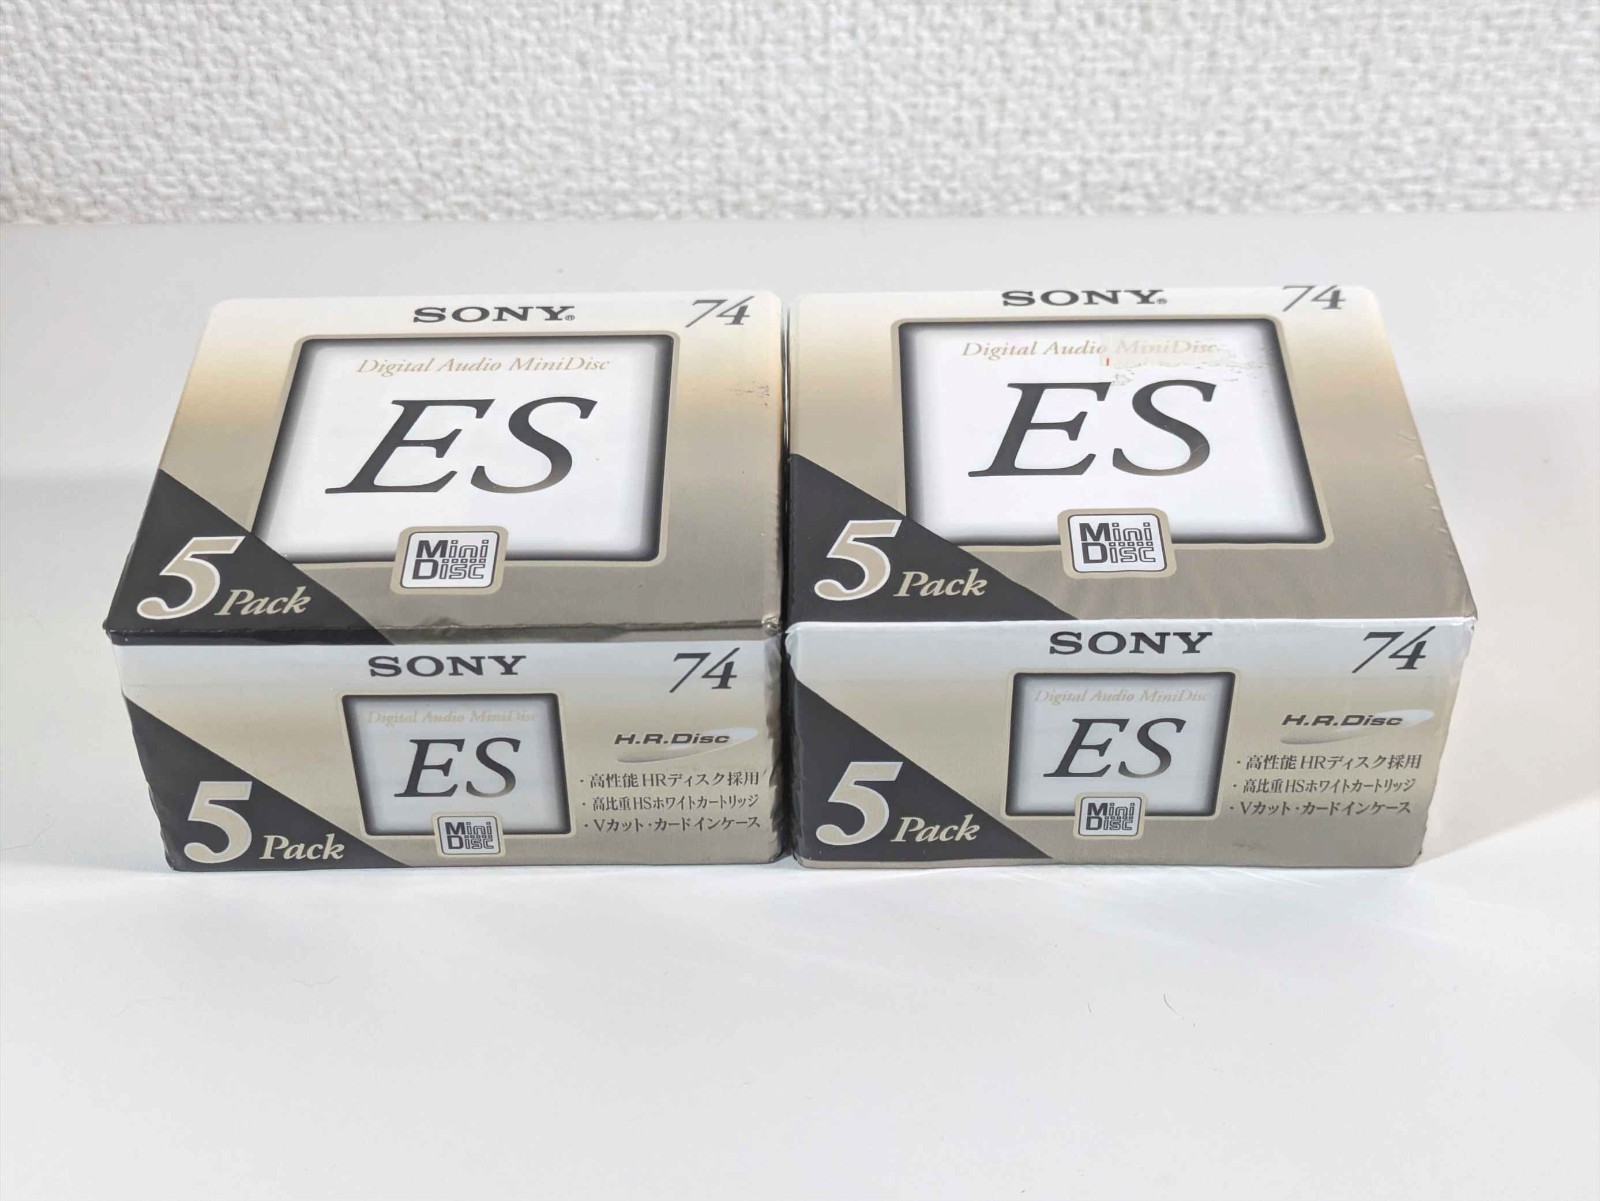 SONY®
74
Digital Audio MiniDisc
ES
Mini
Disc
5 Pack
SONY
74
Digital Audio MiniDisc
ES
Mini
Disc
5 Pack
H.R.Disc
・高性能HRディスク採用
・高比重HSホワイトカートリッジ
・Vカット・カードインケース
SONY®
74
Digital Audio MiniDisc
ES
Mini
Disc
5 Pack
SONY
74
Digital Audio MiniDisc
ES
Mini
Disc
5 Pack
H.R.Disc
・高性能HRディスク採用
・高比重HSホワイトカートリッジ
・Vカット・カードインケース